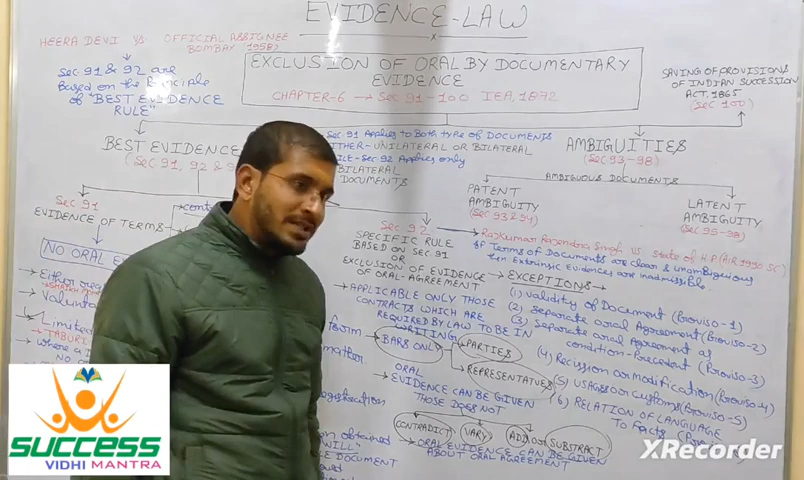 EVIDENCE-LAW
HEERA DEVI VS. OFFICIAL ASSIGNEE
BOMBAY (1958)
Sec. 91 & 92 are
Based on the Principle
of "BEST EVIDENCE
RULE"
EXCLUSION OF ORAL BY DOCUMENTARY
EVIDENCE
CHAPTER-6 → Sec 91-100 IEA, 1872
SAVING OF PROVISIONS
OF INDIAN SUCCESSION
ACT. 1865
(Sec 100)
BEST EVIDENCE
(Sec 91, 92 &
Sec 91 Applies to Both type of DOCUMENTS
UNILATERAL OR BILATERAL
Sec 92 Applies only
BILATERAL
DOCUMENTS
AMBIGUITIES
(Sec 93-98)
AMBIGUOUS DOCUMENTS
PATENT
AMBIGUITY
(Sec 93 & 94)
LATENT
AMBIGUITY
(Sec 95-98)
Sec 91
EVIDENCE OF TERMS
NO ORAL
Sec 92
SPECIFIC RULE
BASED ON SEC. 91
OR
EXCLUSION OF EVIDENCE
OF ORAL-AGREEMENT
Rajkumar Rajendra Singh VS State of H.P (AIR 1990 SC)
If Terms of Documents are clear & unambiguous
then Extrinsic Evidences are inadmissible.
→ APPLICABLE ONLY THOSE
CONTRACTS WHICH ARE
REQUIRED BY LAW TO BE IN
WRITING
BARS ONLY
PARTIES
REPRESENTATIVES
→ ORAL
EVIDENCE CAN BE GIVEN
THOSE DOES NOT
CONTRADICT VARY ADD or SUBSTRACT
→ ORAL EVIDENCE CAN BE GIVEN
ABOUT ORAL AGREEMENT
→ EXCEPTIONS →
(1) Validity of Document (Proviso-1)
(2) Separate oral Agreement (Proviso-2)
(3) Separate oral Agreement as
condition-Precedent (Proviso-3)
(4) Recission or modification (Proviso-4)
(5) USAGES or customs (Proviso-5)
(6) RELATION OF LANGUAGE
TO Facts
SUCCESS
VIDHI MANTRA
XRecorder